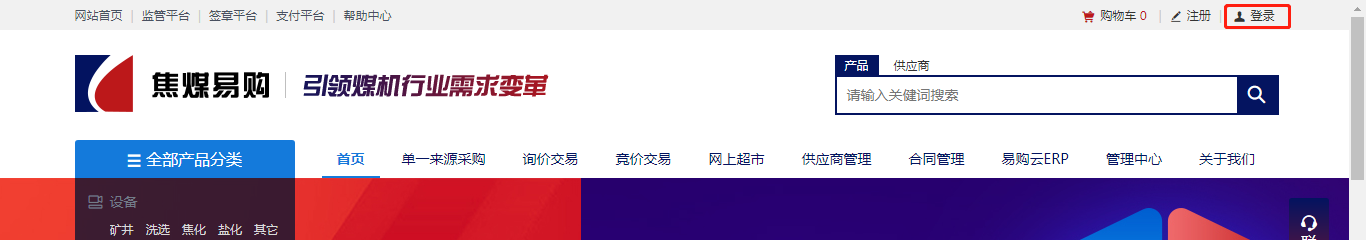 网站首页 | 监管平台 | 签章平台 | 支付平台 | 帮助中心 购物车 0 | 注册 | 登录
焦煤易购 引领煤机行业需求变革
产品 供应商
请输入关健词搜索
全部产品分类 首页 单一来源采购 询价交易 竞价交易 网上超市 供应商管理 合同管理 易购云ERP 管理中心 关于我们
设备
矿井 洗选 焦化 盐化 其它